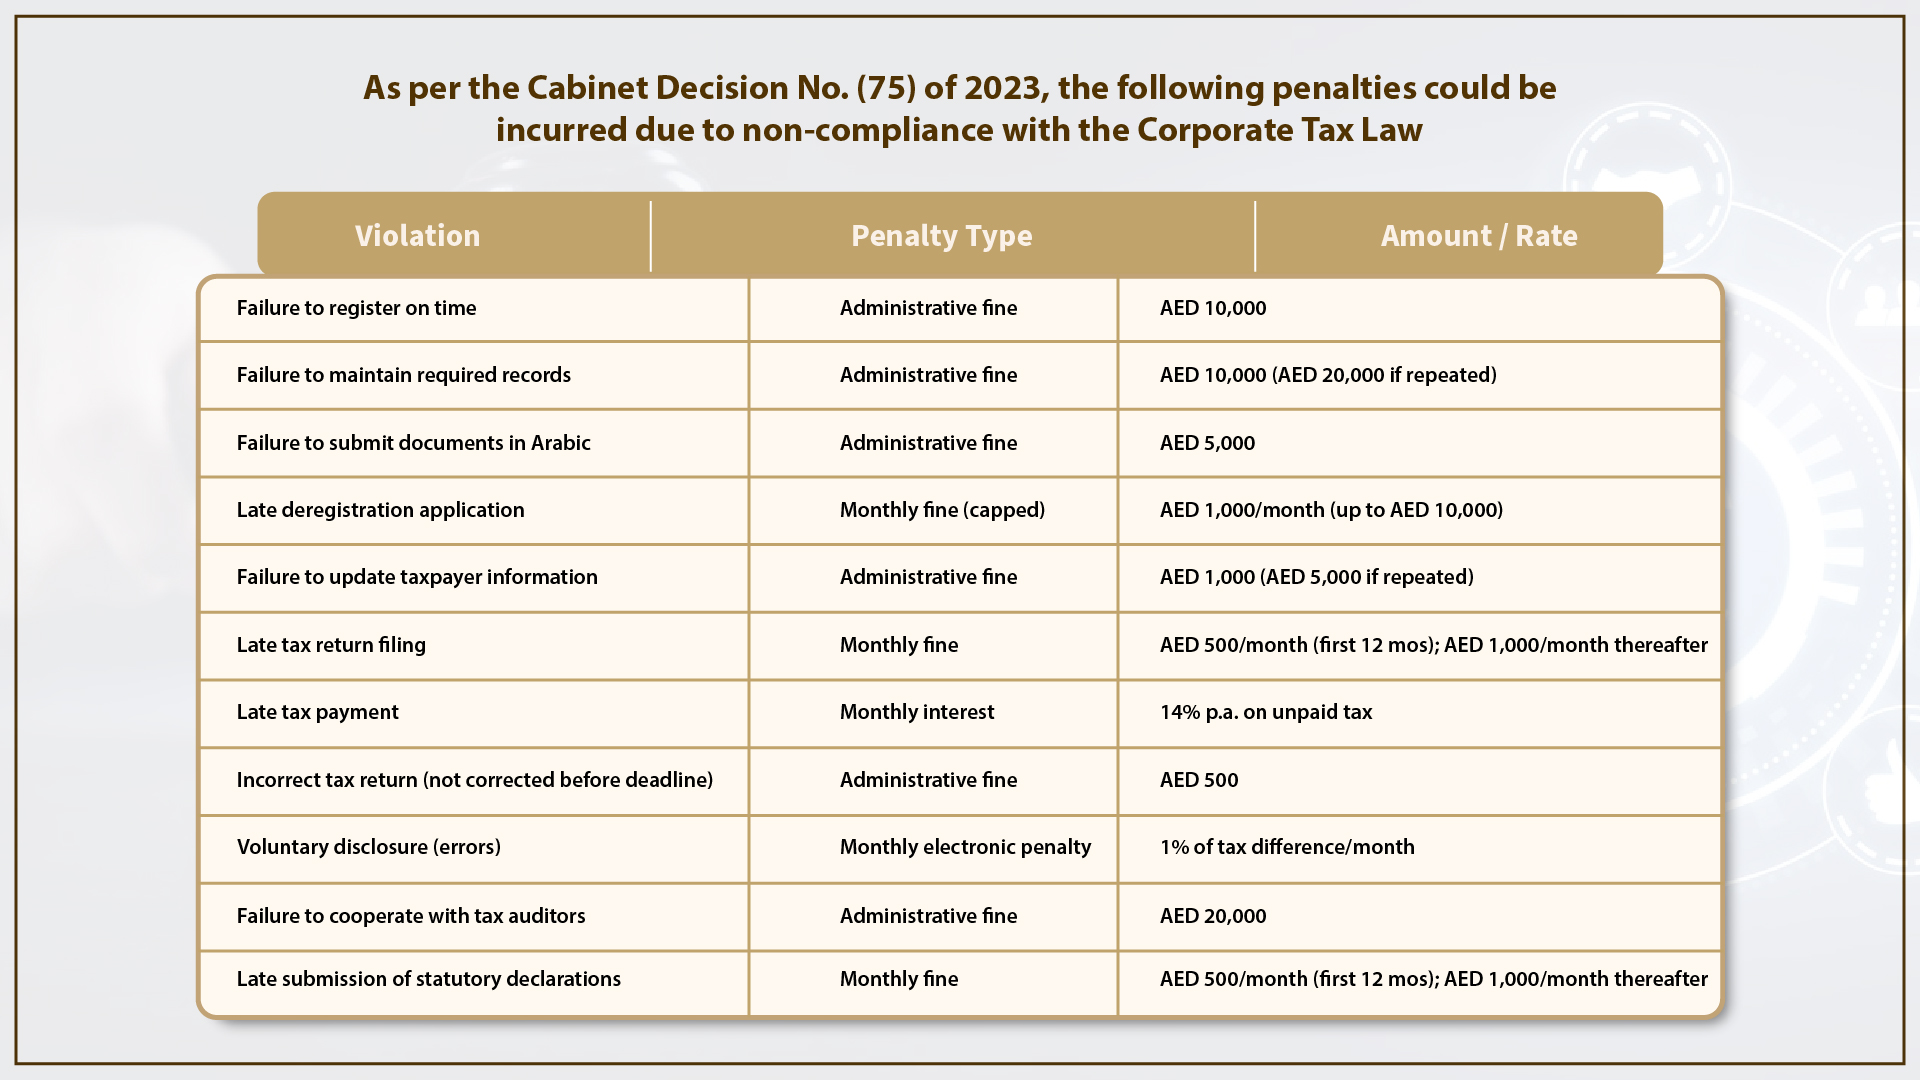 As per the Cabinet Decision No. (75) of 2023, the following penalties could be
incurred due to non-compliance with the Corporate Tax Law
Violation Penalty Type Amount / Rate
Failure to register on time Administrative fine AED 10,000
Failure to maintain required records Administrative fine AED 10,000 (AED 20,000 if repeated)
Failure to submit documents in Arabic Administrative fine AED 5,000
Late deregistration application Monthly fine (capped) AED 1,000/month (up to AED 10,000)
Failure to update taxpayer information Administrative fine AED 1,000 (AED 5,000 if repeated)
Late tax return filing Monthly fine AED 500/month (first 12 mos); AED 1,000/month thereafter
Late tax payment Monthly interest 14% p.a. on unpaid tax
Incorrect tax return (not corrected before deadline) Administrative fine AED 500
Voluntary disclosure (errors) Monthly electronic penalty 1% of tax difference/month
Failure to cooperate with tax auditors Administrative fine AED 20,000
Late submission of statutory declarations Monthly fine AED 500/month (first 12 mos); AED 1,000/month thereafter